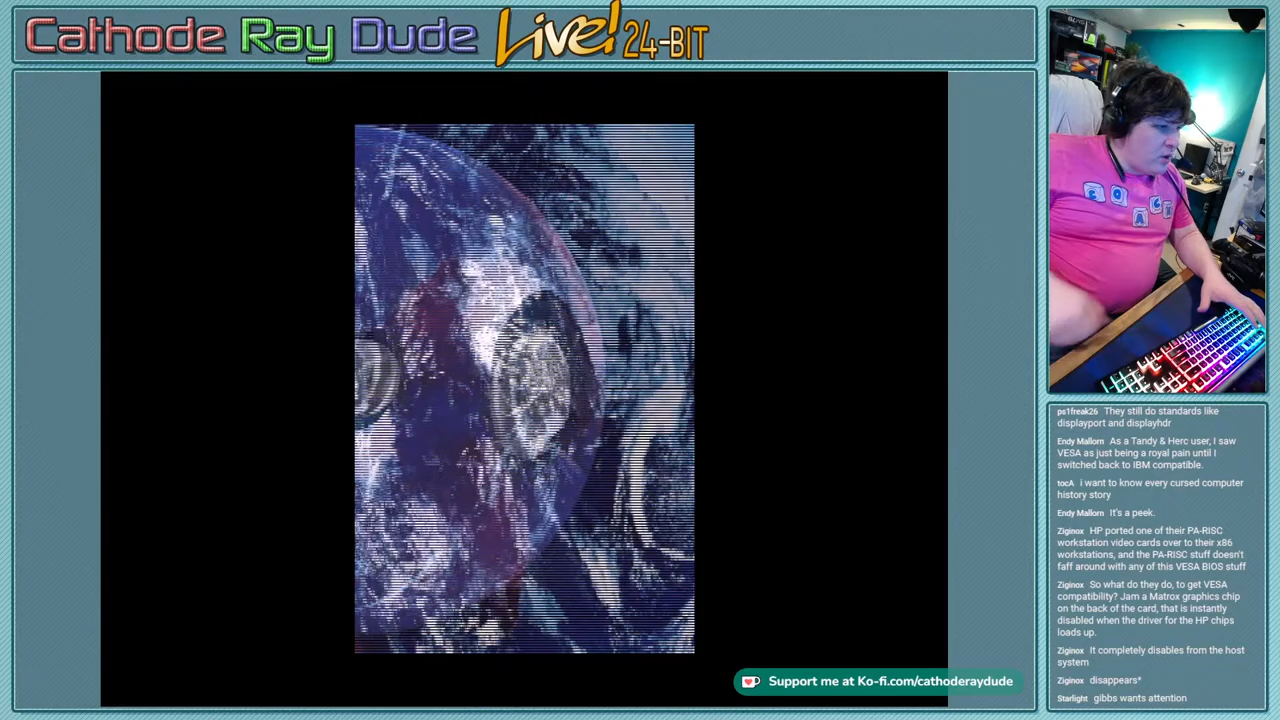 Cathode Ray Dude Live! 24-BIT
ps1freak26 They still do standards like
displayport and displayhdr
Endy Mallorn As a Tandy & Herc user, I saw
VESA as just being a royal pain until I
switched back to IBM compatible.
tocA i want to know every cursed computer
history story
Endy Mallorn It's a peek.
Ziginox HP ported one of their PA-RISC
workstation video cards over to their x86
workstations, and the PA-RISC stuff doesn't
faff around with any of this VESA BIOS stuff
Ziginox So what do they do, to get VESA
compatibility? Jam a Matrox graphics chip
on the back of the card, that is instantly
disabled when the driver for the HP chips
loads up.
Ziginox It completely disables from the host
system
Ziginox disappears*
Starlight gibbs wants attention
Support me at Ko-fi.com/cathoderaydude